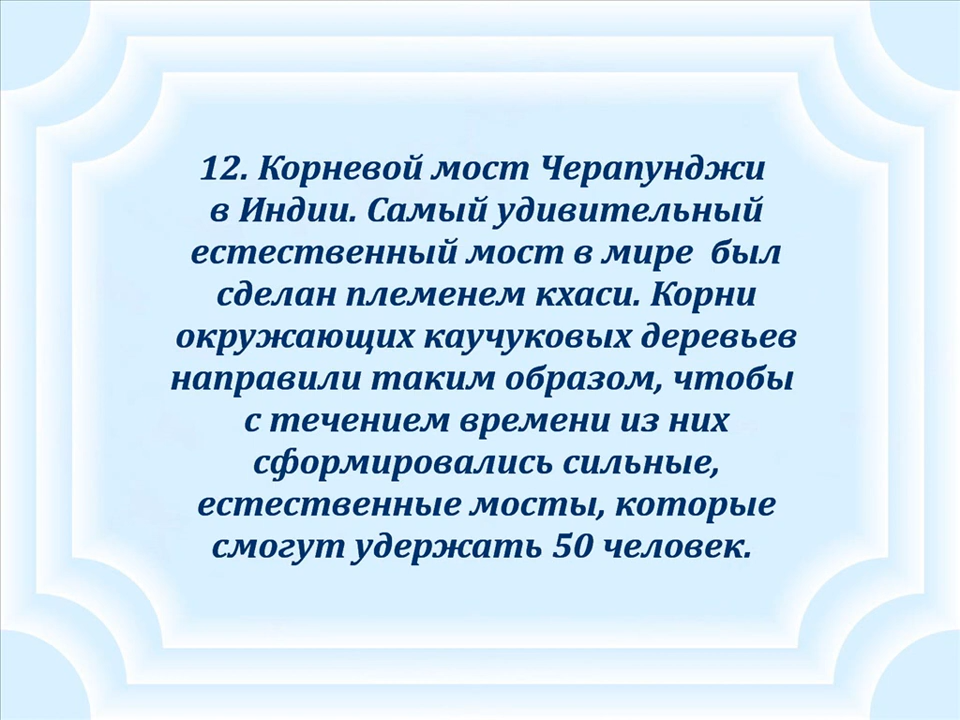 12. Корневой мост Черапунджи
в Индии. Самый удивительный
естественный мост в мире  был
сделан племенем кхаси. Корни
окружающих каучуковых деревьев
направили таким образом, чтобы
с течением времени из них
сформировались сильные,
естественные мосты, которые
смогут удержать 50 человек.